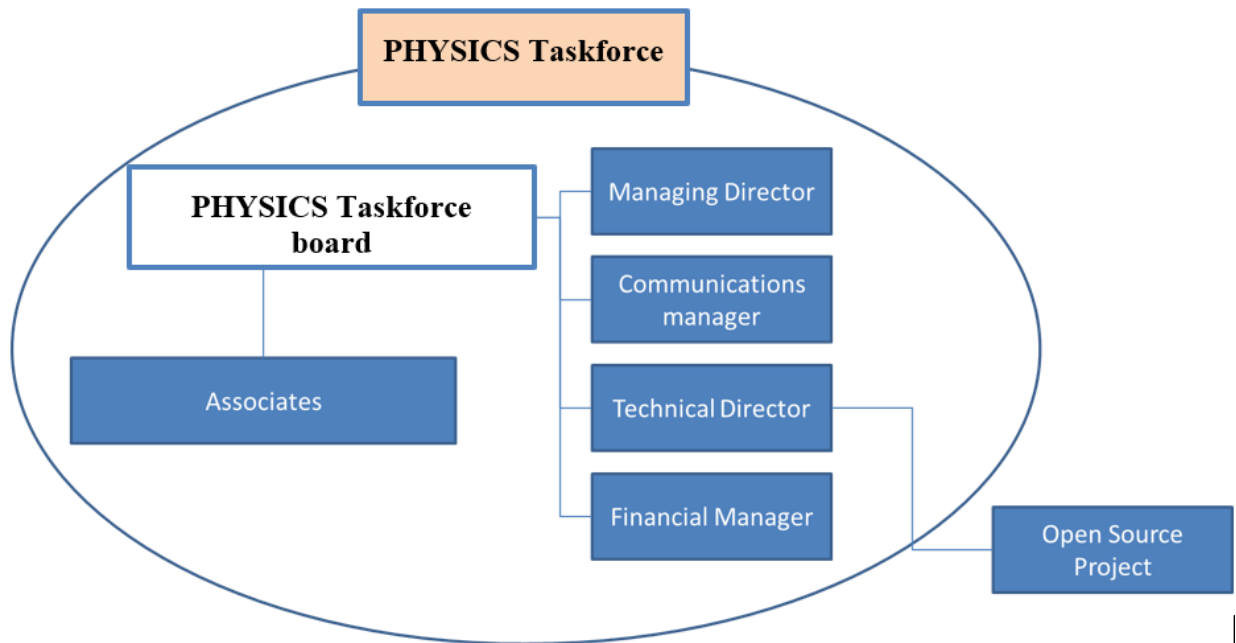 PHYSICS Taskforce
PHYSICS Taskforce
board
Managing Director
Communications
manager
Associates
Technical Director
Financial Manager
Open Source
Project